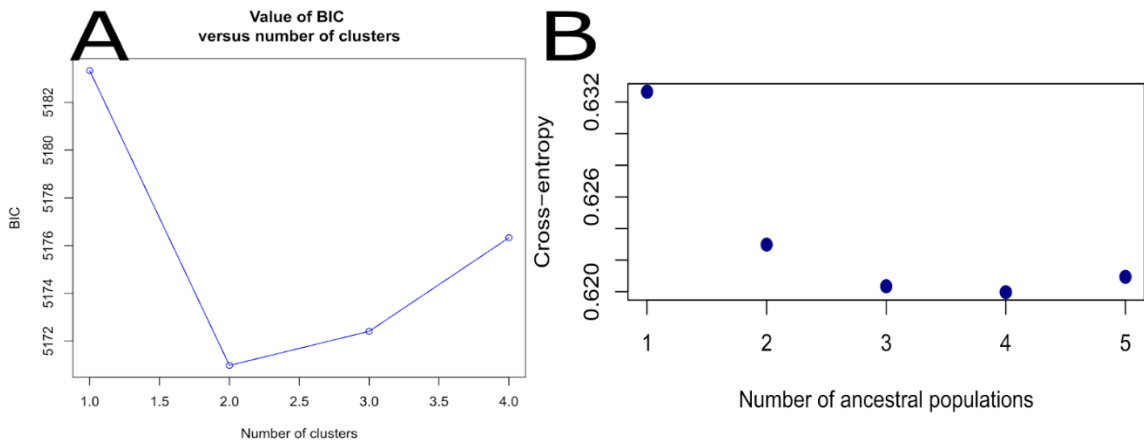 A
Value of BIC
versus number of clusters
BIC
5182
5180
5178
5176
5174
5172
1.0 1.5 2.0 2.5 3.0 3.5 4.0
Number of clusters
B
Cross−entropy
0.632
0.626
0.620
1 2 3 4 5
Number of ancestral populations